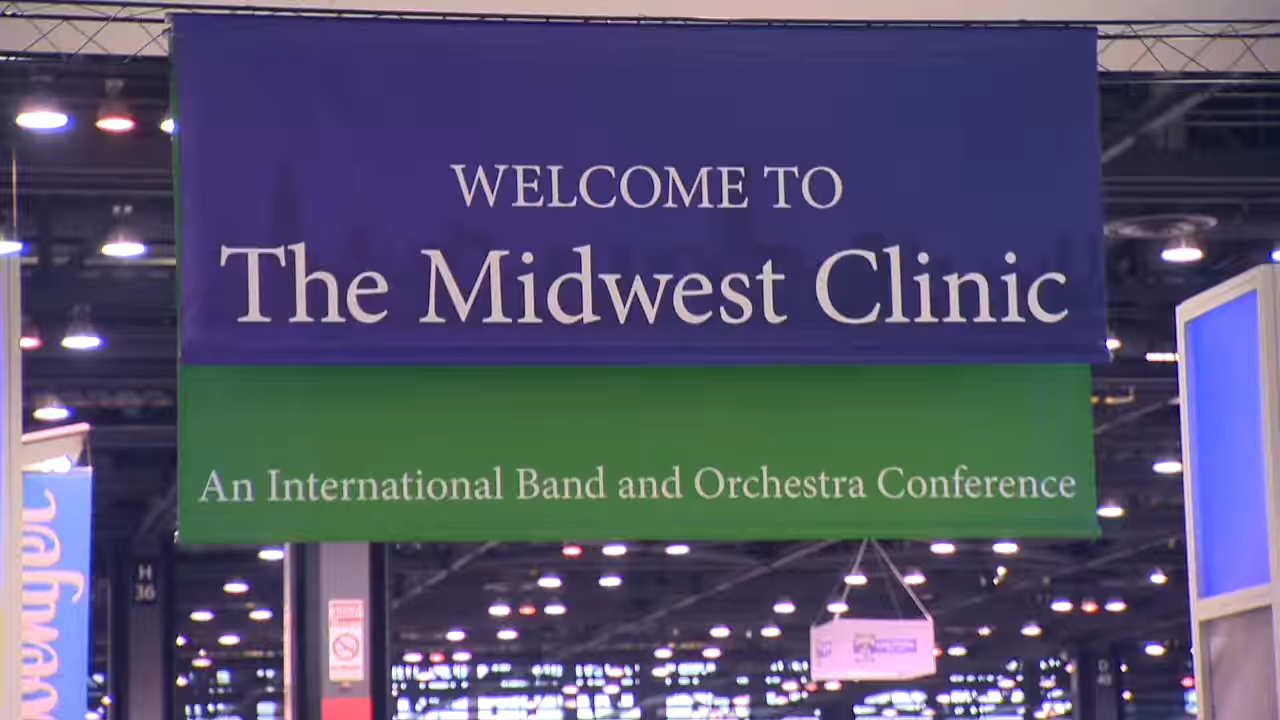 WELCOME TO
The Midwest Clinic
An International Band and Orchestra Conference
H
36